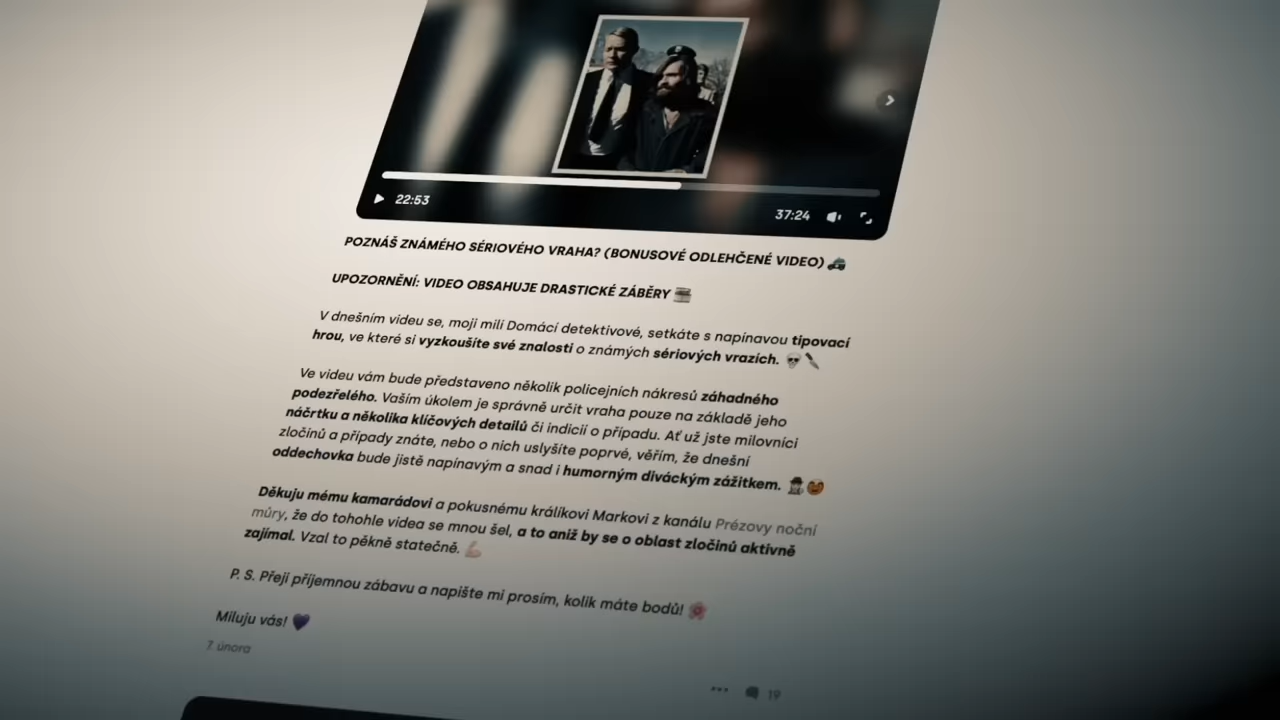 22:53
37:24
POZNÁŠ ZNÁMÉHO SÉRIOVÉHO VRAHA? (BONUSOVÉ ODLEHČENÉ VIDEO) 🚓
UPOZORNĚNÍ: VIDEO OBSAHUJE DRASTICKÉ ZÁBĚRY
V dnešním videu se, moji milí Domácí detektivové, setkáte s napínavou tipovací
hrou, ve které si vyzkoušíte své znalosti o známých sériových vrazích. 💀🔪
Ve videu vám bude představeno několik policejních nákresů záhadného
podezřelého. Vaším úkolem je správně určit vraha pouze na základě jeho
náčrtku a několika klíčových detailů či indicií o případu. Ať už jste milovníci
zločinů a případy znáte, nebo o nich uslyšíte poprvé, věřím, že dnešní
oddechovka bude jistě napínavým a snad i humorným diváckým zážitkem.
Děkuju mému kamarádovi a pokusnému králíkovi Markovi z kanálu Prézovy noční
můry, že do tohohle videa se mnou šel, a to aniž by se o oblast zločinů aktivně
zajímal. Vzal to pěkně statečně. 💪🏻
P. S. Přeji příjemnou zábavu a napište mi prosím, kolik máte bodů! 🌸
Miluju vás! 💜
7. února
19